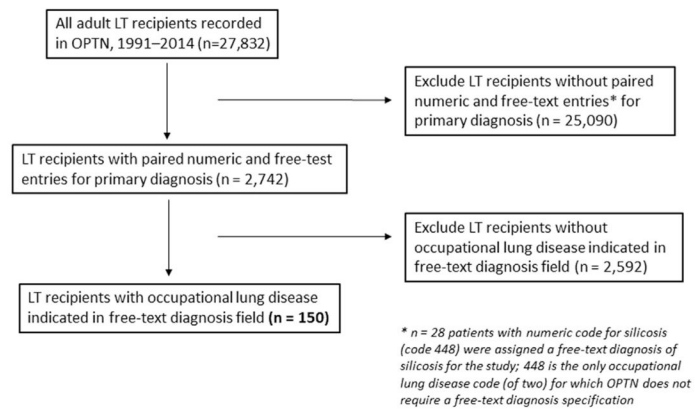 All adult LT recipients recorded
in OPTN, 1991–2014 (n=27,832)
Exclude LT recipients without paired
numeric and free-text entries* for
primary diagnosis (n = 25,090)
LT recipients with paired numeric and free-test
entries for primary diagnosis (n = 2,742)
Exclude LT recipients without
occupational lung disease indicated in
free-text diagnosis field (n = 2,592)
LT recipients with occupational lung disease
indicated in free-text diagnosis field (n = 150)
* n = 28 patients with numeric code for silicosis
(code 448) were assigned a free-text diagnosis of
silicosis for the study; 448 is the only occupational
lung disease code (of two) for which OPTN does not
require a free-text diagnosis specification